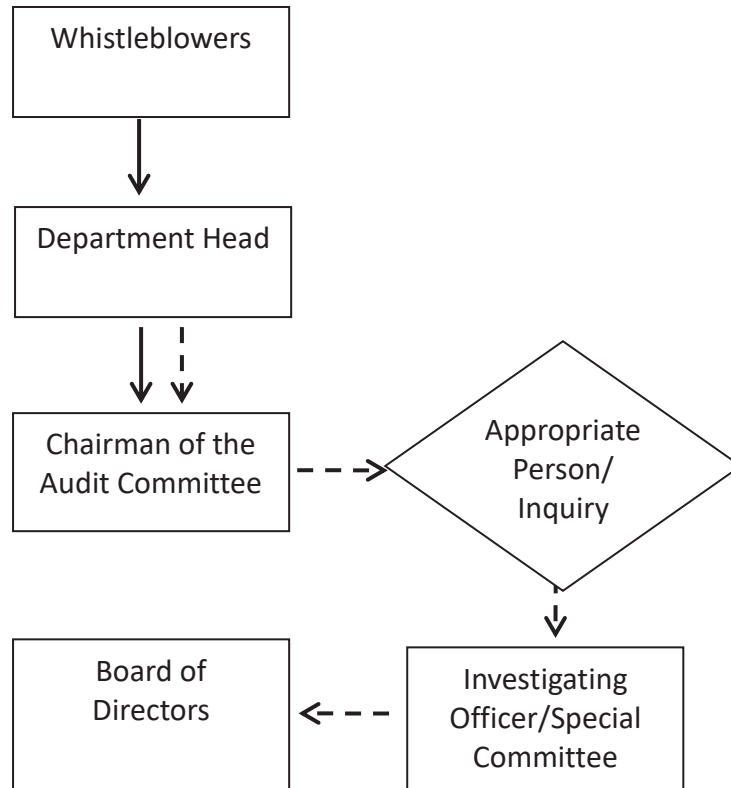 Whistleblowers
Department Head
Chairman of the
Audit Committee
Appropriate
Person/
Inquiry
Investigating
Officer/Special
Committee
Board of
Directors